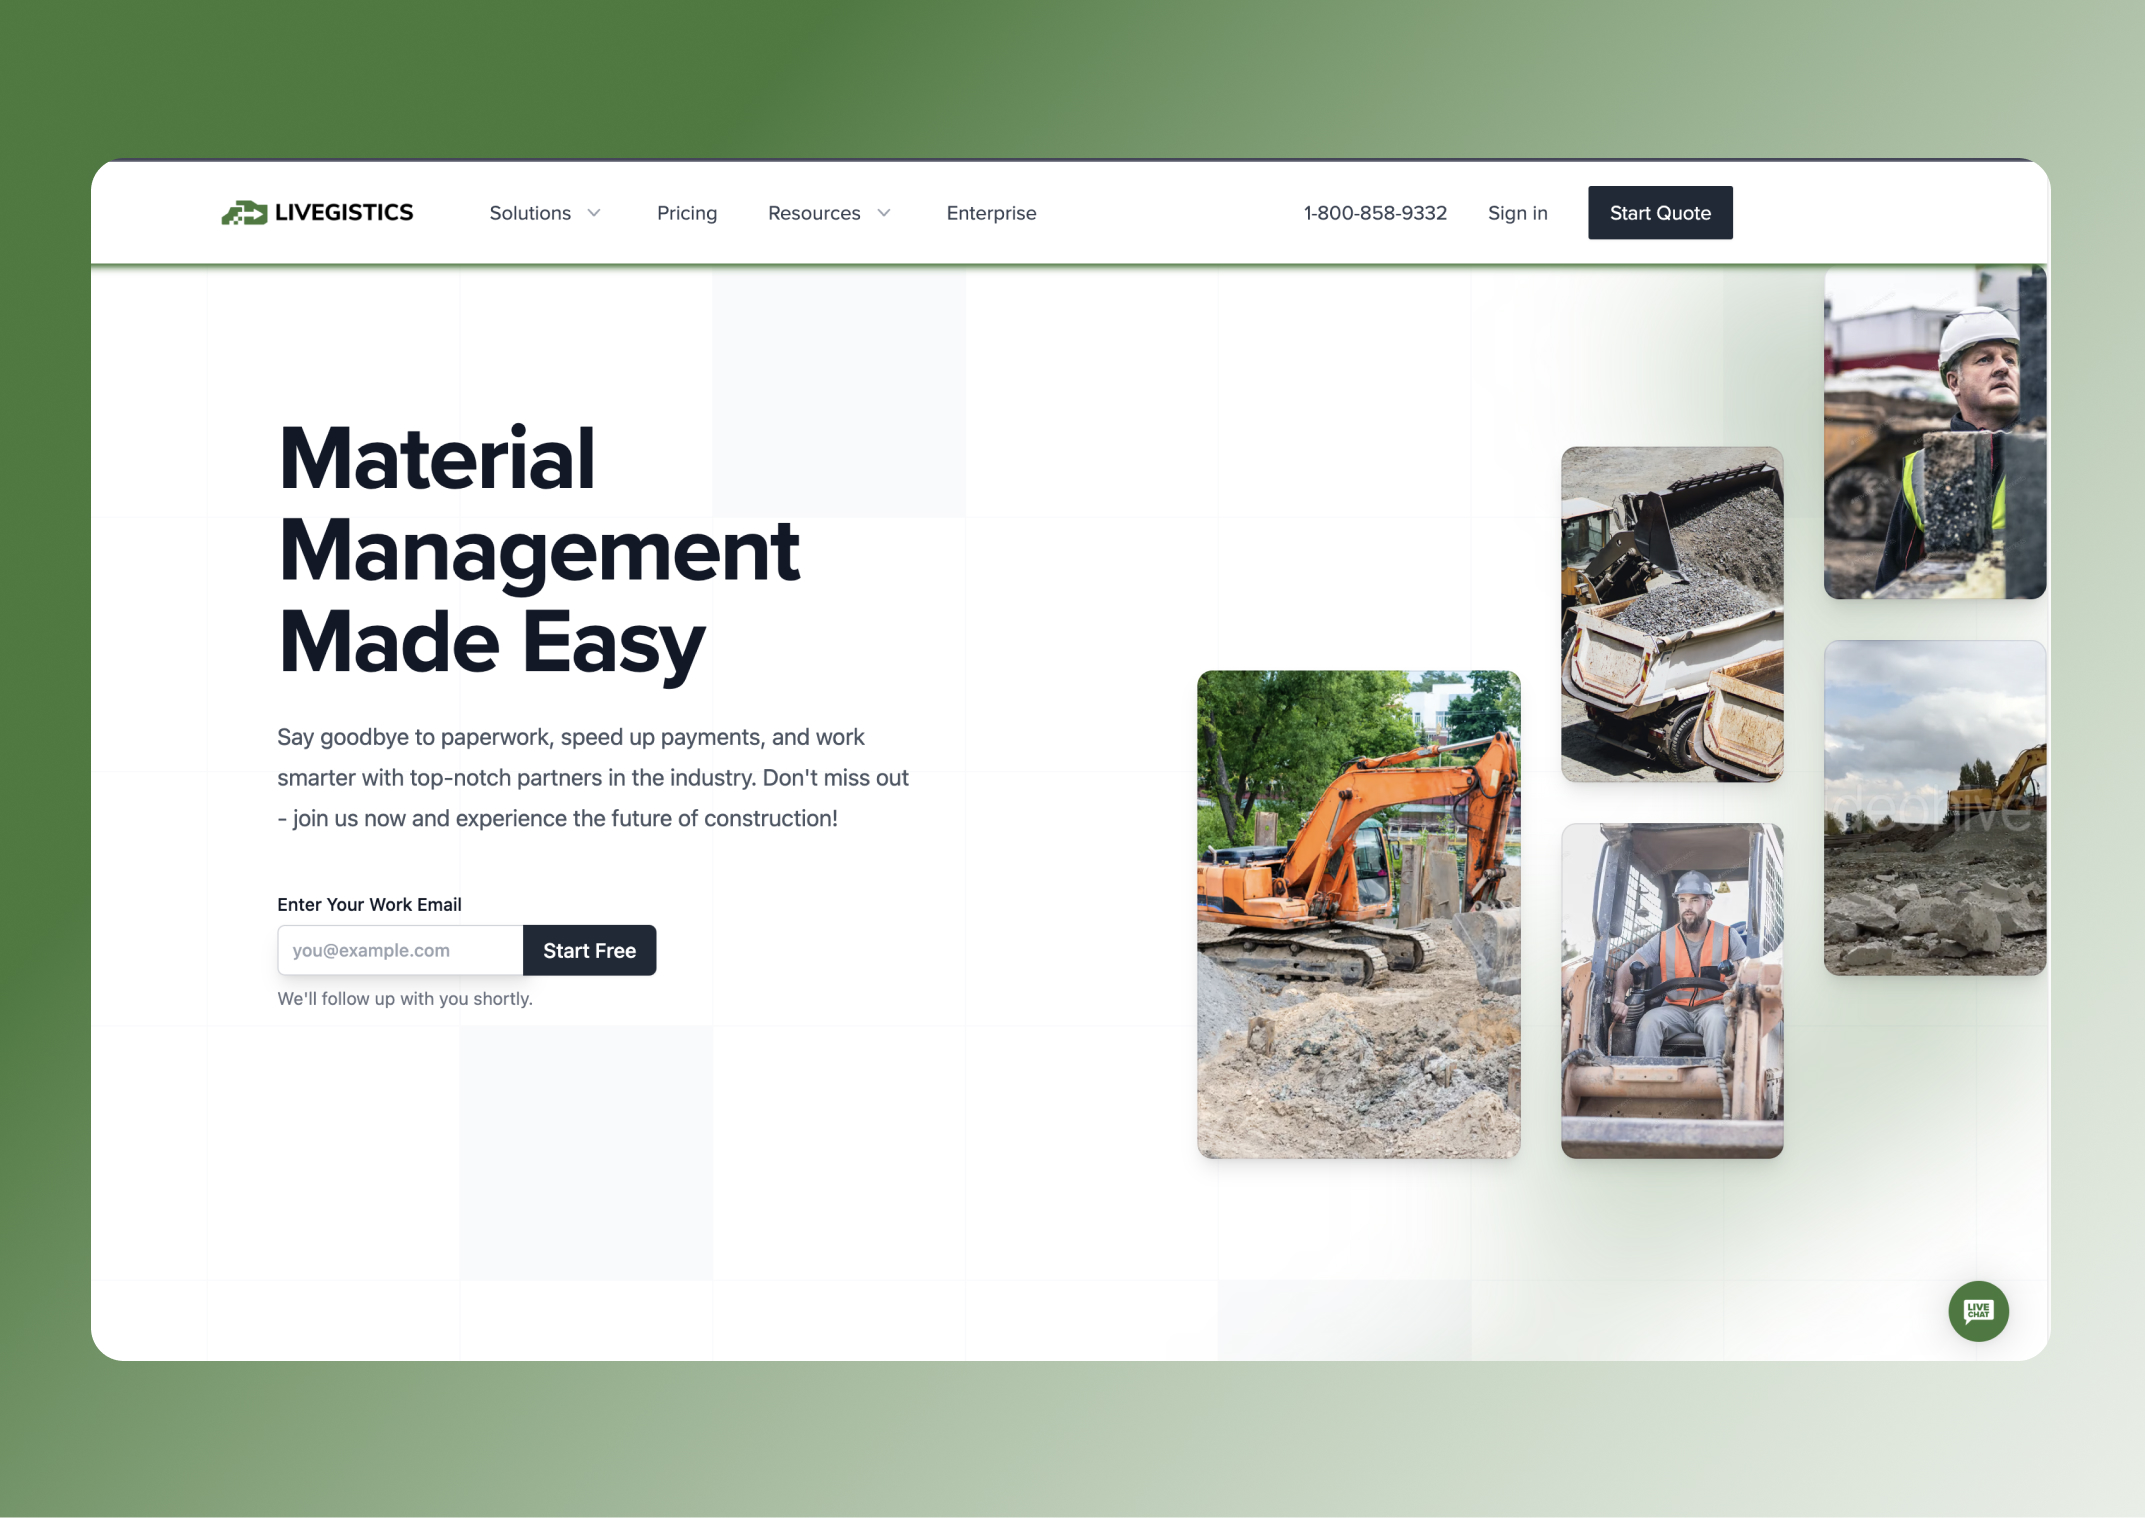 LIVEGISTICS
Solutions
Pricing
Resources
Enterprise
1-800-858-9332
Sign in
Start Quote
Material
Management
Made Easy
Say goodbye to paperwork, speed up payments, and work
smarter with top-notch partners in the industry. Don't miss out
- join us now and experience the future of construction!
Enter Your Work Email
you@example.com
Start Free
We'll follow up with you shortly.
LIVE
CHAT